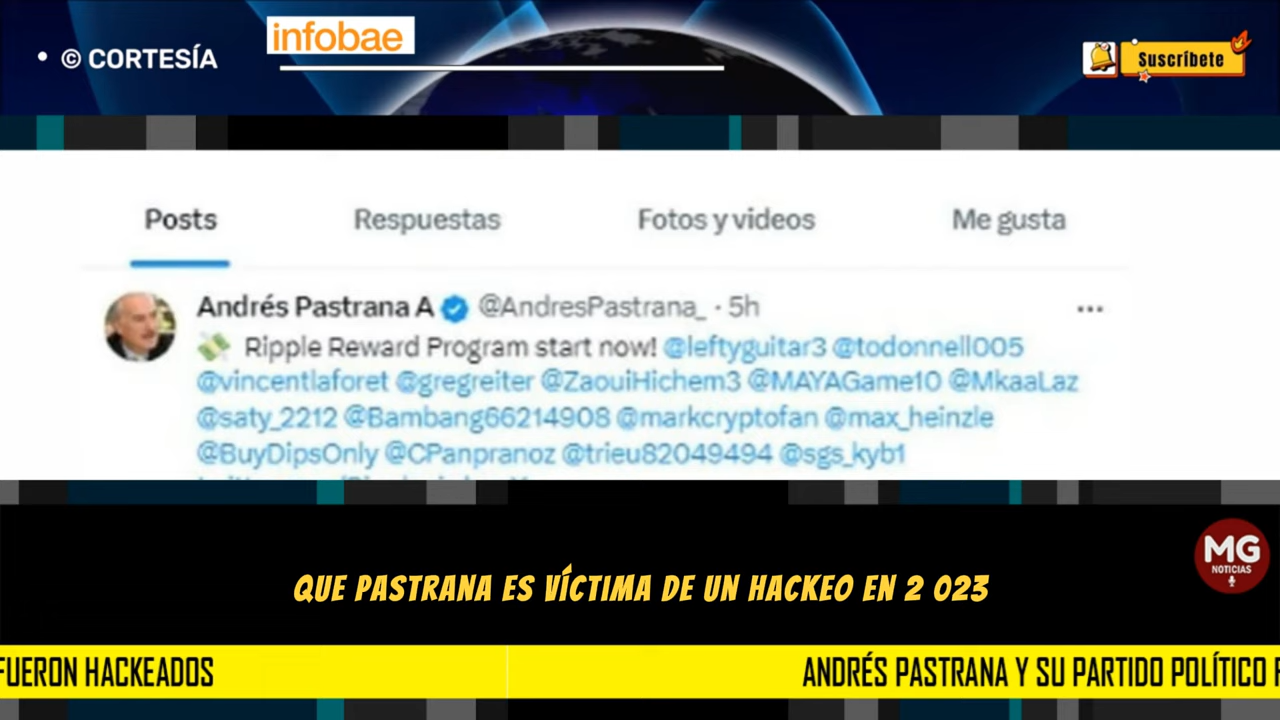 • © CORTESÍA
infobae
Suscríbete
Posts Respuestas Fotos y videos Me gusta
Andrés Pastrana A @AndresPastrana_ · 5h
Ripple Reward Program start now! @leftyguitar3 @todonnell005
@vincentlaforet @gregreiter @ZaouiHichem3 @MAYAGame10 @MkaaLaz
@saty_2212 @Bambang66214908 @markcryptofan @max_heinzle
@BuyDipsOnly @CPanpranoz @trieu82049494 @sgs_kyb1
MG
NOTICIAS
QUE PASTRANA ES VÍCTIMA DE UN HACKEO EN 2 023
FUERON HACKEADOS ANDRÉS PASTRANA Y SU PARTIDO POLÍTICO